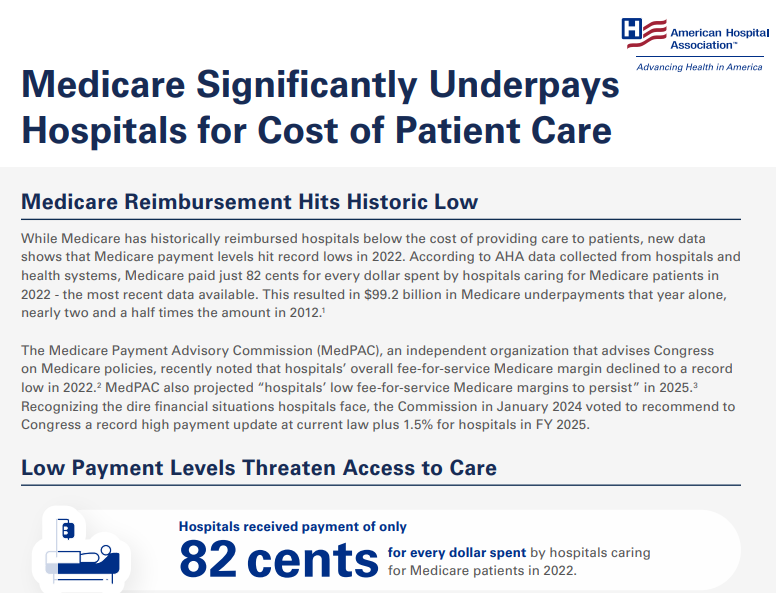 American Hospital
Association™
Advancing Health in America
Medicare Significantly Underpays
Hospitals for Cost of Patient Care
Medicare Reimbursement Hits Historic Low
While Medicare has historically reimbursed hospitals below the cost of providing care to patients, new data
shows that Medicare payment levels hit record lows in 2022. According to AHA data collected from hospitals and
health systems, Medicare paid just 82 cents for every dollar spent by hospitals caring for Medicare patients in
2022 - the most recent data available. This resulted in $99.2 billion in Medicare underpayments that year alone,
nearly two and a half times the amount in 2012.¹
The Medicare Payment Advisory Commission (MedPAC), an independent organization that advises Congress
on Medicare policies, recently noted that hospitals’ overall fee-for-service Medicare margin declined to a record
low in 2022.² MedPAC also projected “hospitals’ low fee-for-service Medicare margins to persist” in 2025.³
Recognizing the dire financial situations hospitals face, the Commission in January 2024 voted to recommend to
Congress a record high payment update at current law plus 1.5% for hospitals in FY 2025.
Low Payment Levels Threaten Access to Care
Hospitals received payment of only
82 cents for every dollar spent by hospitals caring
for Medicare patients in 2022.